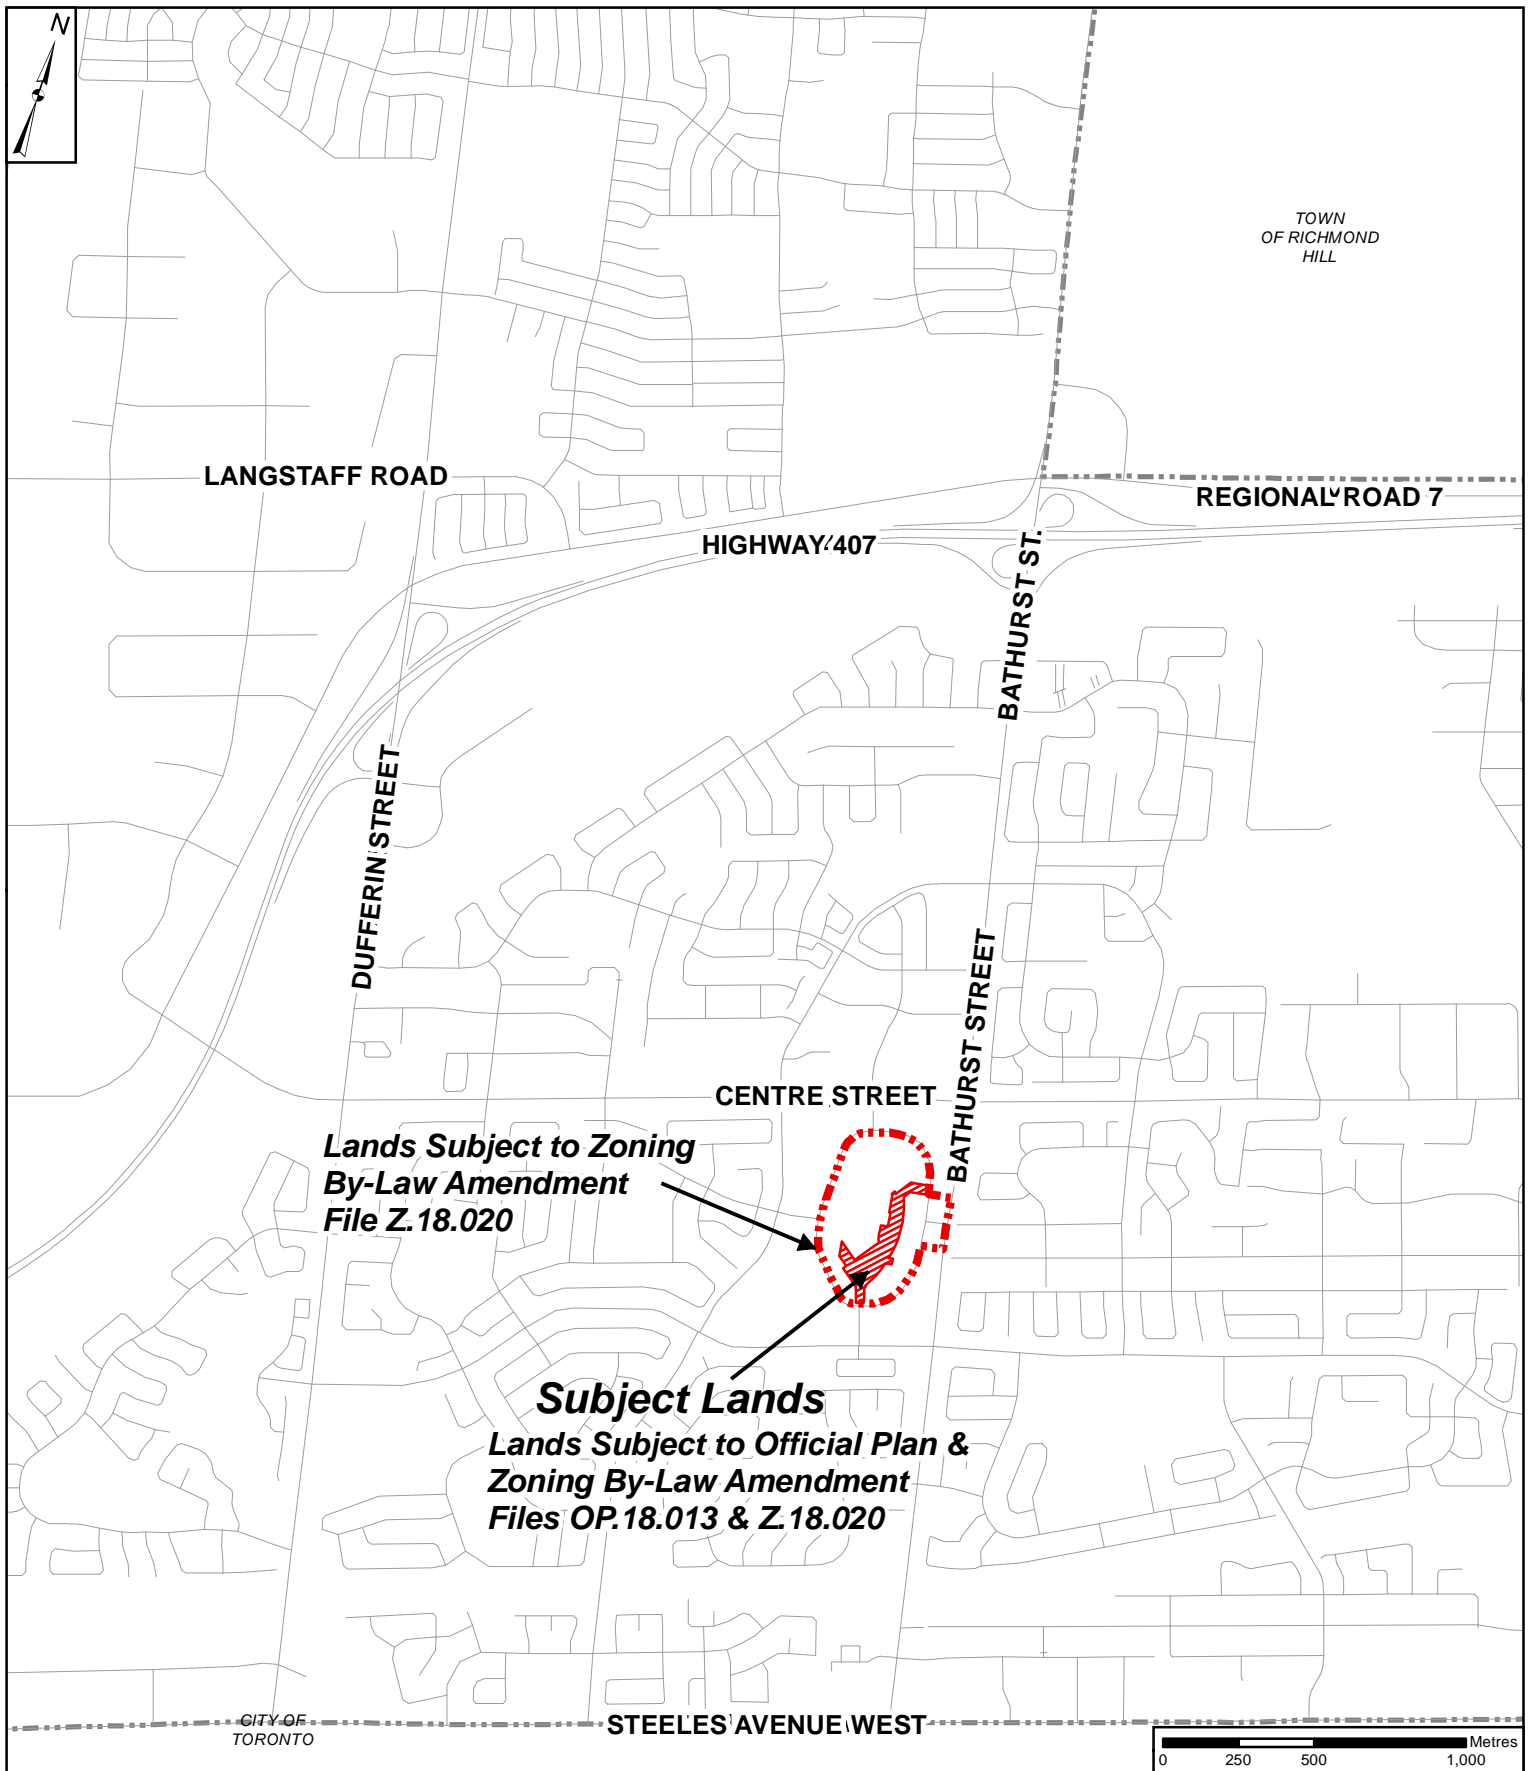 N
TOWN
OF RICHMOND
HILL
LANGSTAFF ROAD
REGIONAL ROAD 7
HIGHWAY 407
BATHURST ST.
DUFFERIN STREET
BATHURST STREET
CENTRE STREET
Lands Subject to Zoning
By-Law Amendment
File Z.18.020
Subject Lands
Lands Subject to Official Plan &
Zoning By-Law Amendment
Files OP.18.013 & Z.18.020
CITY OF
TORONTO
STEELES AVENUE WEST
Metres
0 250 500 1,000